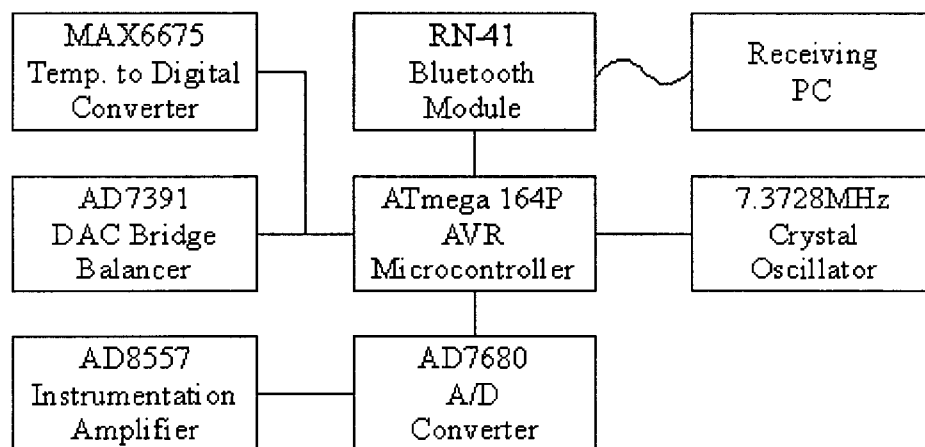 MAX6675
Temp. to Digital
Converter
RN-41
Bluetooth
Module
Receiving
PC
AD7391
DAC Bridge
Balancer
ATmega 164P
AVR
Microcontroller
7.3728MHz
Crystal
Oscillator
AD8557
Instrumentation
Amplifier
AD7680
A/D
Converter